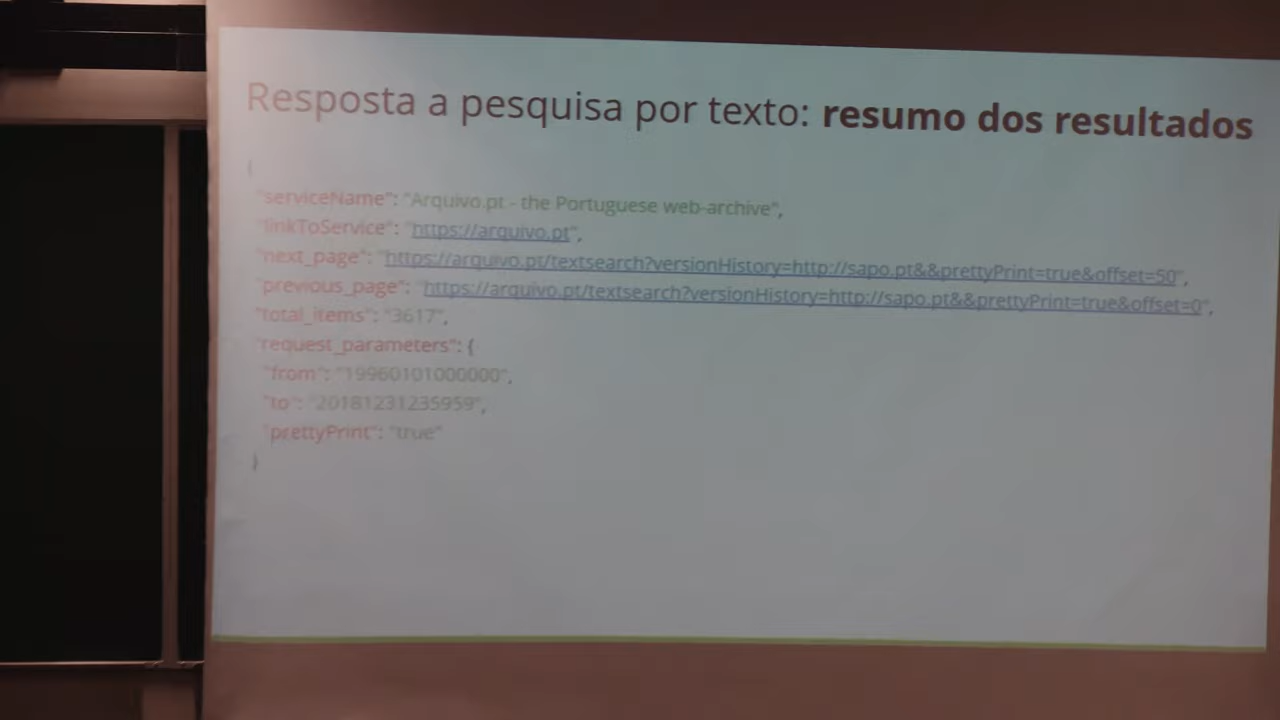 Resposta a pesquisa por texto: resumo dos resultados
{
"serviceName": "Arquivo.pt - the Portuguese web-archive",
"linkToService": "https://arquivo.pt",
"next_page": "https://arquivo.pt/textsearch?versionHistory=http://sapo.pt&&prettyPrint=true&offset=50",
"previous_page": "https://arquivo.pt/textsearch?versionHistory=http://sapo.pt&&prettyPrint=true&offset=0",
"total_items": "3617",
"request_parameters": {
"from": "19960101000000",
"to": "20181231235959",
"prettyPrint": "true"
}